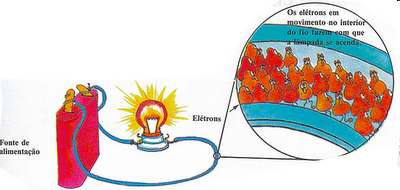 Os elétrons em
movimento no interior
do fio fazem com que
a lâmpada se acenda.
Elétrons
Fonte de
alimentação